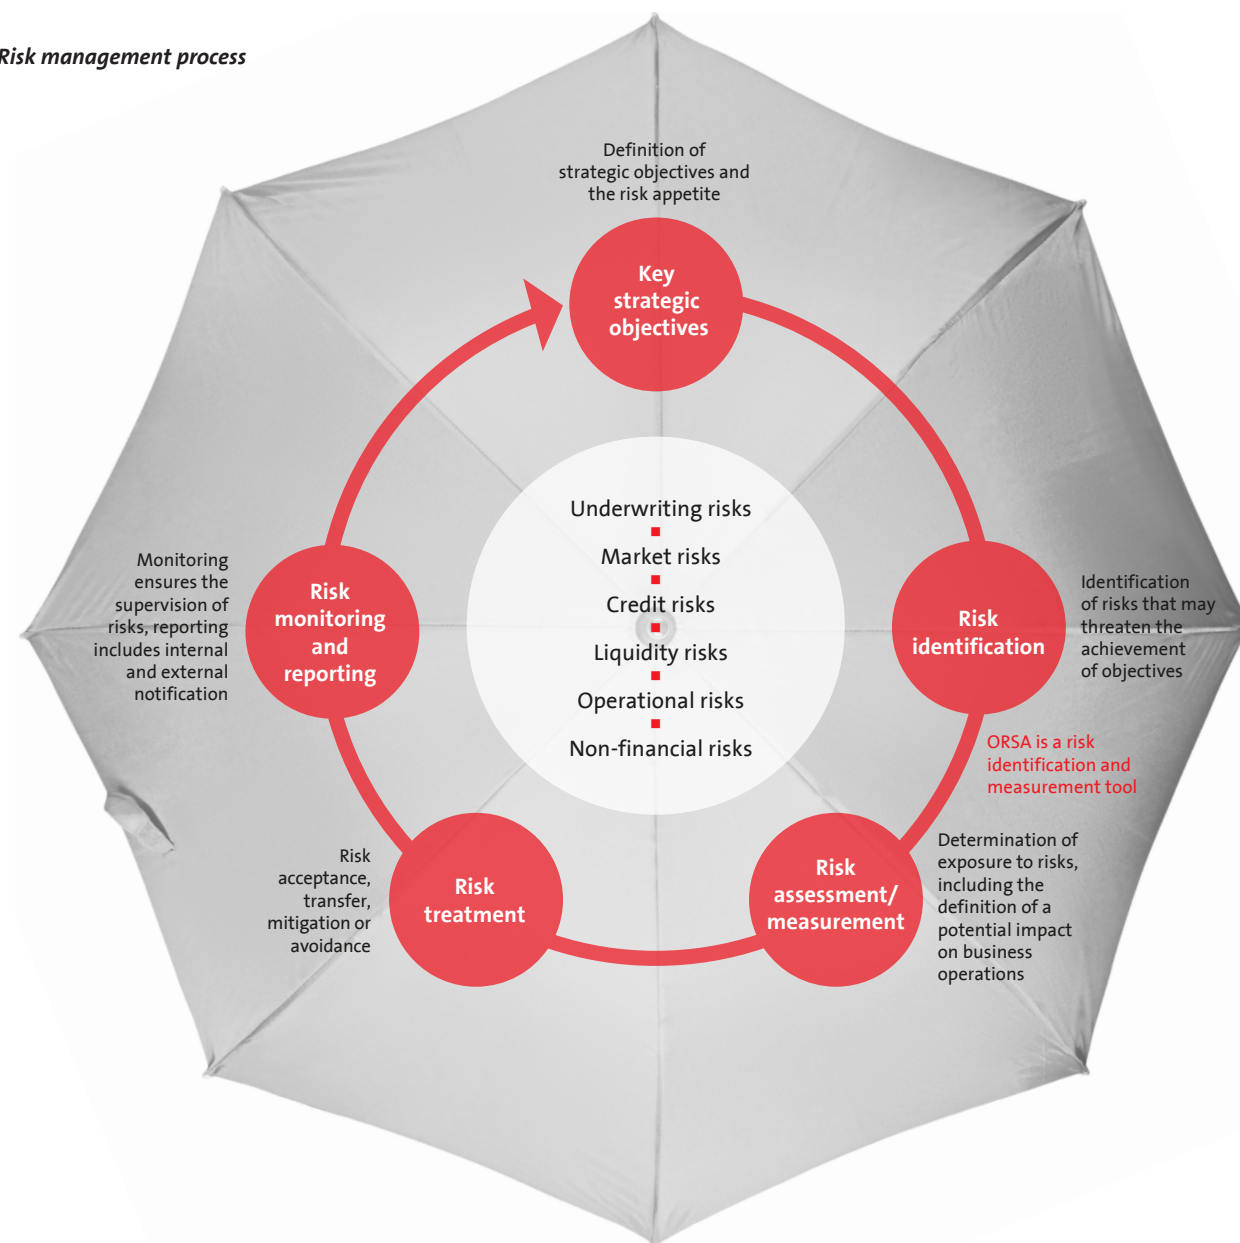 Risk management process
Definition of
strategic objectives and
the risk appetite
Key
strategic
objectives
Underwriting risks
Market risks
Credit risks
Liquidity risks
Operational risks
Non-financial risks
Risk
identification
Identification
of risks that may
threaten the
achievement
of objectives
ORSA is a risk
identification and
measurement tool
Risk
assessment/
measurement
Determination of
exposure to risks,
including the
definition of a
potential impact
on business
operations
Risk
treatment
Risk
acceptance,
transfer,
mitigation or
avoidance
Risk
monitoring
and
reporting
Monitoring
ensures the
supervision of
risks, reporting
includes internal
and external
notification